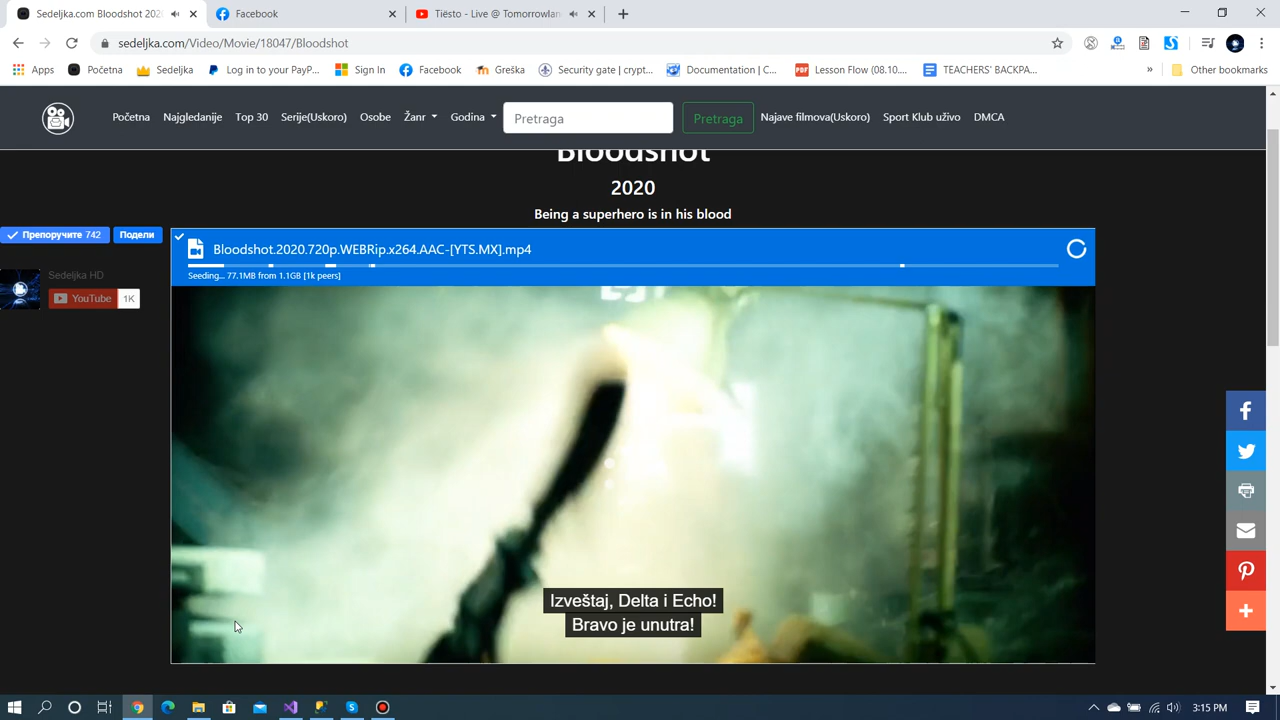 Sedeljka.com Bloodshot 202
Facebook
Tiësto - Live @ Tomorrowlan
sedeljka.com/Video/Movie/18047/Bloodshot
Apps
Početna
Sedeljka
Log in to your PayP...
Sign In
Facebook
Greška
Security gate | crypt...
Documentation | C...
Lesson Flow (08.10....
TEACHERS' BACKPA...
»
Other bookmarks
Početna
Najgledanije
Top 30
Serije(Uskoro)
Osobe
Žanr
Godina
Pretraga
Pretraga
Najave filmova(Uskoro)
Sport Klub uživo
DMCA
Bloodshot
2020
Being a superhero is in his blood
Препоручите 742
Подели
Sedeljka HD
YouTube
1K
Bloodshot.2020.720p.WEBRip.x264.AAC-[YTS.MX].mp4
Seeding... 77.1MB from 1.1GB [1k peers]
Izveštaj, Delta i Echo!
Bravo je unutra!
3:15 PM